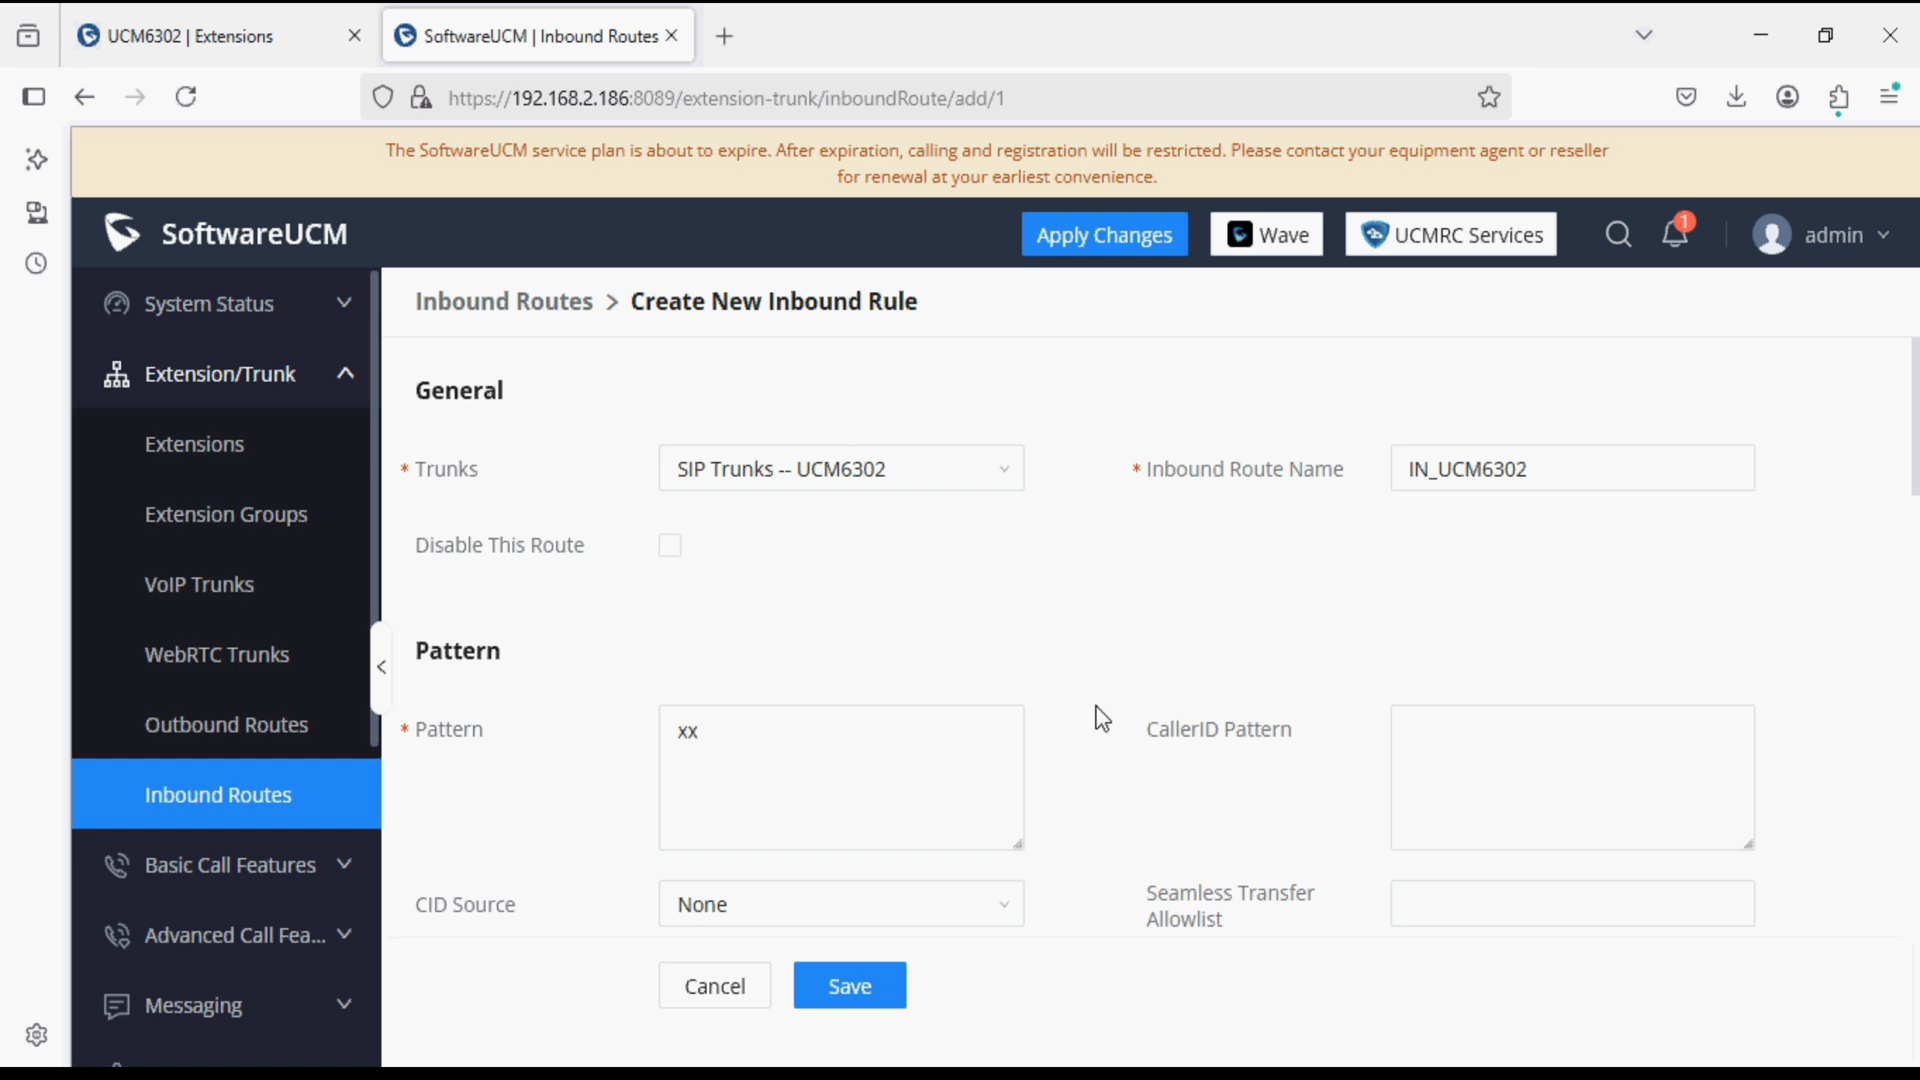 UCM6302 | Extensions
SoftwareUCM | Inbound Routes
https://192.168.2.186:8089/extension-trunk/inboundRoute/add/1
The SoftwareUCM service plan is about to expire. After expiration, calling and registration will be restricted. Please contact your equipment agent or reseller
for renewal at your earliest convenience.
SoftwareUCM
Apply Changes
Wave
UCMRC Services
1
admin
System Status
Extension/Trunk
Extensions
Extension Groups
VoIP Trunks
WebRTC Trunks
Outbound Routes
Inbound Routes
Basic Call Features
Advanced Call Fea...
Messaging
Inbound Routes > Create New Inbound Rule
General
* Trunks
SIP Trunks -- UCM6302
* Inbound Route Name
IN_UCM6302
Disable This Route
Pattern
* Pattern
xx
CallerID Pattern
CID Source
None
Seamless Transfer
Allowlist
Cancel
Save